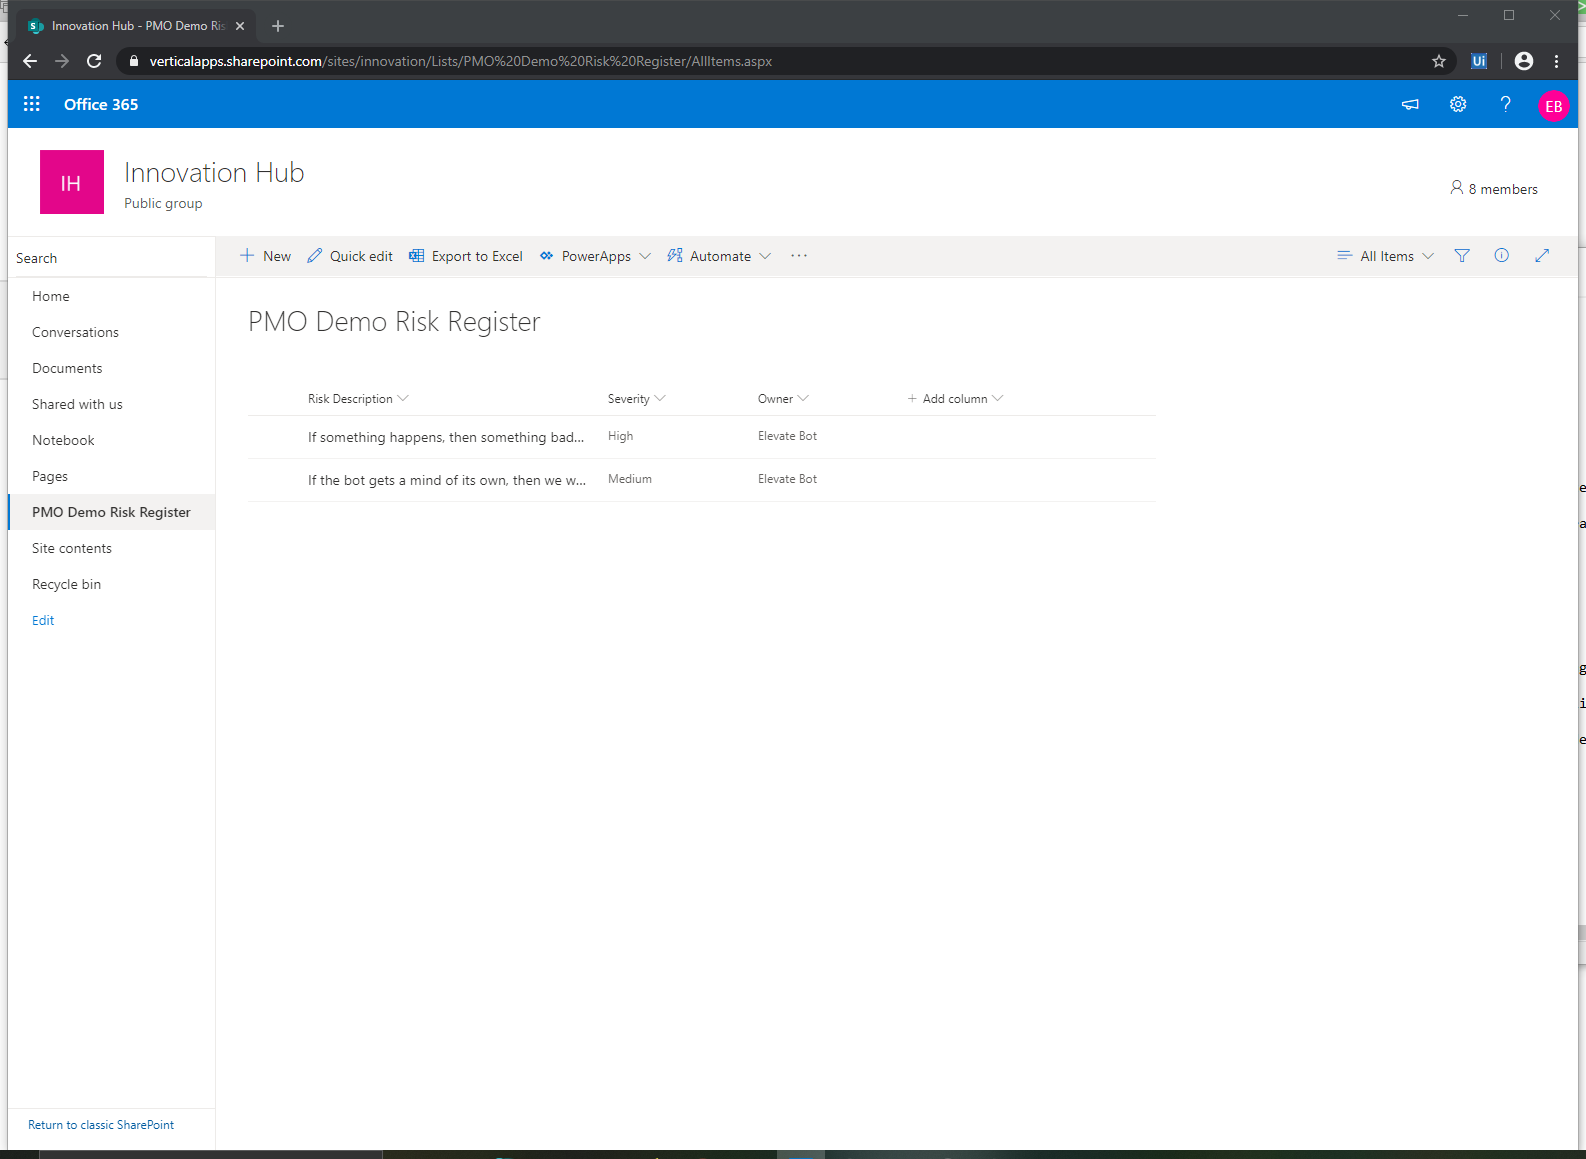 Innovation Hub - PMO Demo Ris
verticalapps.sharepoint.com/sites/innovation/Lists/PMO%20Demo%20Risk%20Register/AllItems.aspx
Ui
Office 365
?
EB
IH
Innovation Hub
Public group
8 members
Search
New
Quick edit
Export to Excel
PowerApps
Automate
···
All Items
Home
Conversations
Documents
Shared with us
Notebook
Pages
PMO Demo Risk Register
Site contents
Recycle bin
Edit
PMO Demo Risk Register
Risk Description
Severity
Owner
+ Add column
If something happens, then something bad...
High
Elevate Bot
If the bot gets a mind of its own, then we w...
Medium
Elevate Bot
Return to classic SharePoint